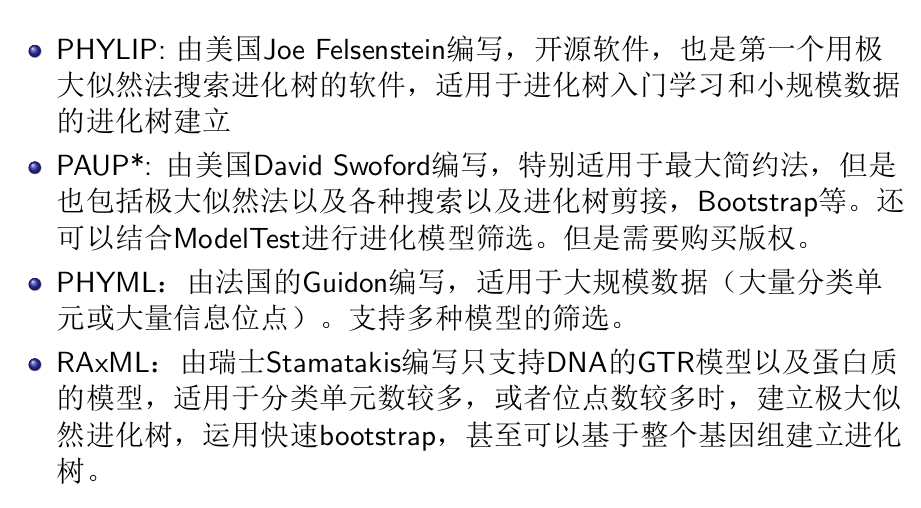 PHYLIP: 由美国Joe Felsenstein编写，开源软件，也是第一个用极
大似然法搜索进化树的软件，适用于进化树入门学习和小规模数据
的进化树建立
PAUP*: 由美国David Swoford编写，特别适用于最大简约法，但是
也包括极大似然法以及各种搜索以及进化树剪接，Bootstrap等。还
可以结合ModelTest进行进化模型筛选。但是需要购买版权。
PHYML：由法国的Guidon编写，适用于大规模数据（大量分类单
元或大量信息位点）。支持多种模型的筛选。
RAxML：由瑞士Stamatakis编写只支持DNA的GTR模型以及蛋白质
的模型，适用于分类单元数较多，或者位点数较多时，建立极大似
然进化树，运用快速bootstrap，甚至可以基于整个基因组建立进化
树。